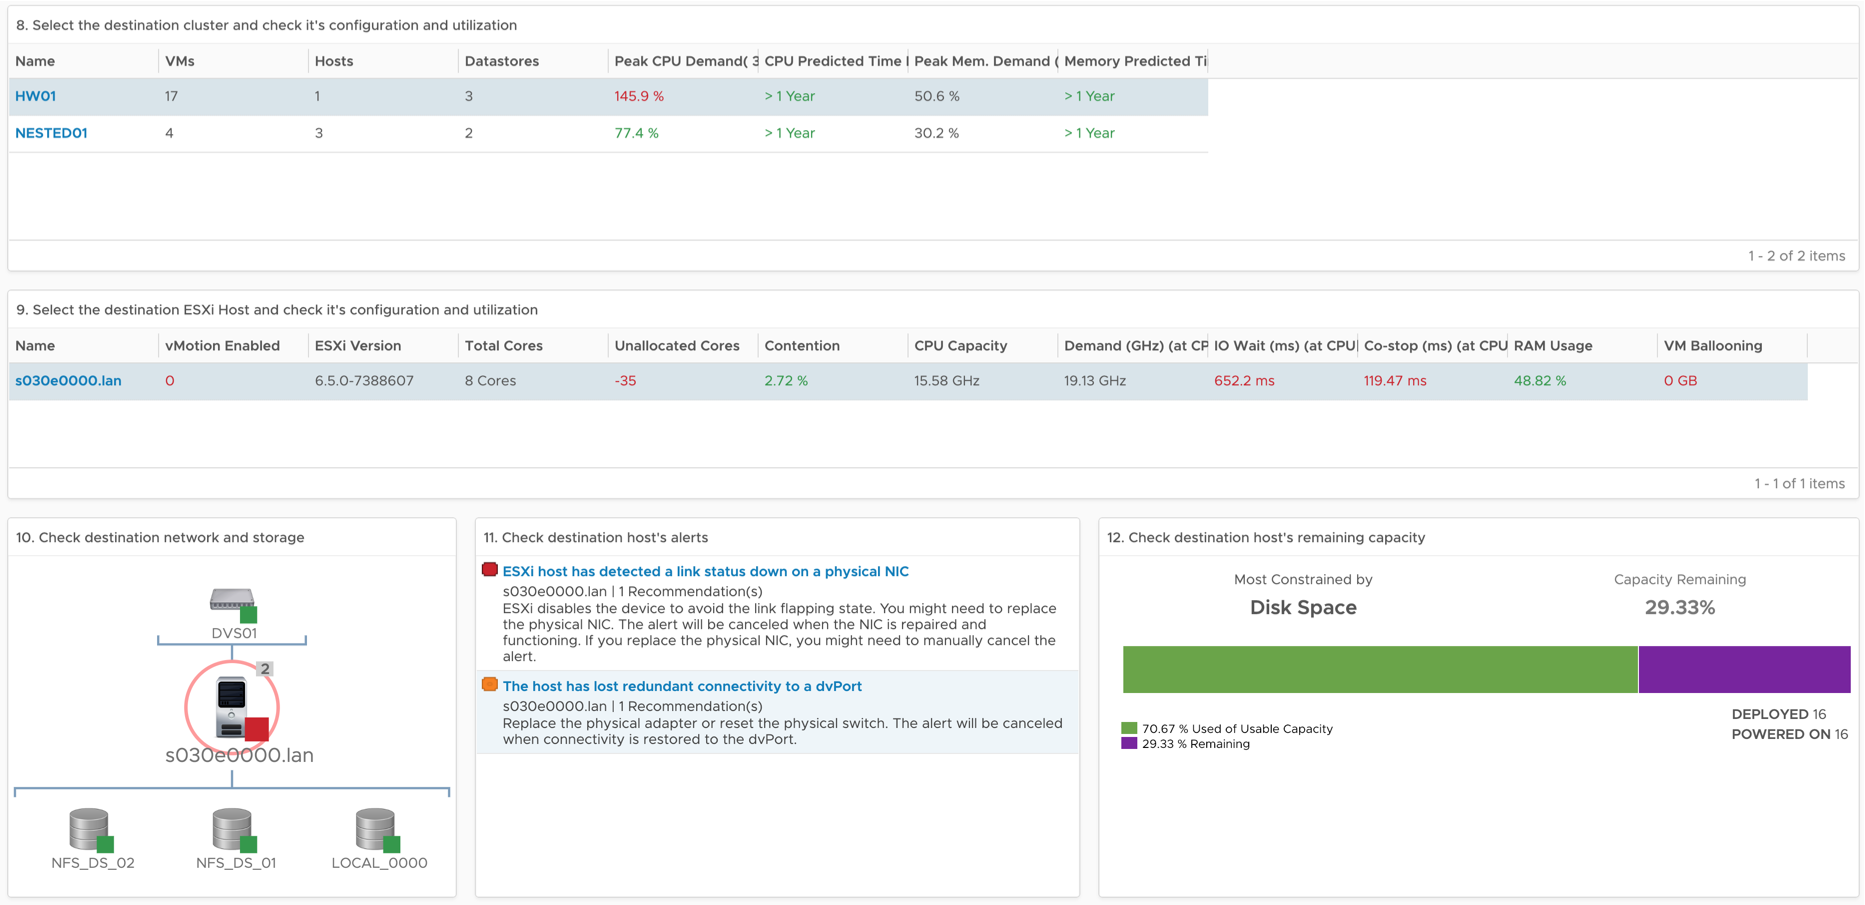 8. Select the destination cluster and check it's configuration and utilization
Name VMs Hosts Datastores Peak CPU Demand( 3 CPU Predicted Time Peak Mem. Demand ( Memory Predicted Ti
HW01 17 1 3 145.9 % > 1 Year 50.6 % > 1 Year
NESTED01 4 3 2 77.4 % > 1 Year 30.2 % > 1 Year
1 - 2 of 2 items
9. Select the destination ESXi Host and check it's configuration and utilization
Name vMotion Enabled ESXi Version Total Cores Unallocated Cores Contention CPU Capacity Demand (GHz) (at CP IO Wait (ms) (at CPU Co-stop (ms) (at CPU RAM Usage VM Ballooning
s030e0000.lan 0 6.5.0-7388607 8 Cores -35 2.72 % 15.58 GHz 19.13 GHz 652.2 ms 119.47 ms 48.82 % 0 GB
1 - 1 of 1 items
10. Check destination network and storage
DVS01
2
s030e0000.lan
NFS_DS_02 NFS_DS_01 LOCAL_0000
11. Check destination host's alerts
ESXi host has detected a link status down on a physical NIC
s030e0000.lan | 1 Recommendation(s)
ESXi disables the device to avoid the link flapping state. You might need to replace
the physical NIC. The alert will be canceled when the NIC is repaired and
functioning. If you replace the physical NIC, you might need to manually cancel the
alert.
The host has lost redundant connectivity to a dvPort
s030e0000.lan | 1 Recommendation(s)
Replace the physical adapter or reset the physical switch. The alert will be canceled
when connectivity is restored to the dvPort.
12. Check destination host's remaining capacity
Most Constrained by Capacity Remaining
Disk Space 29.33%
70.67 % Used of Usable Capacity
29.33 % Remaining
DEPLOYED 16
POWERED ON 16